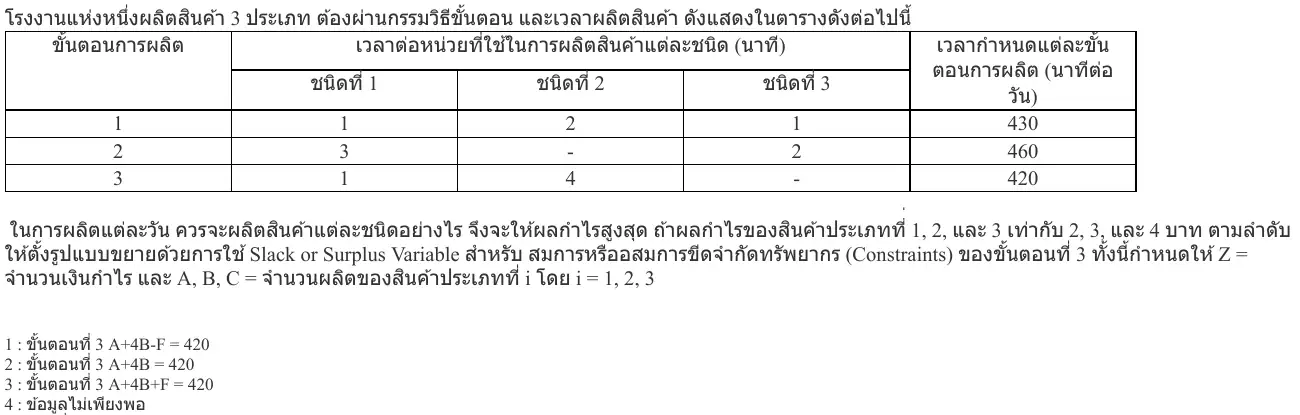 โรงงานแห่งหนึ่งผลิตสินค้า 3 ประเภท ต้องผ่านกรรมวิธีขั้นตอน และเวลาผลิตสินค้า ดังแสดงในตารางดังต่อไปนี้
ขั้นตอนการผลิต เวลาต่อหน่วยที่ใช้ในการผลิตสินค้าแต่ละชนิด (นาที) เวลากำหนดแต่ละขั้น
ตอนการผลิต (นาทีต่อ
วัน)
ชนิดที่ 1 ชนิดที่ 2 ชนิดที่ 3
1 1 2 1 430
2 3 - 2 460
3 1 4 - 420
ในการผลิตแต่ละวัน ควรจะผลิตสินค้าแต่ละชนิดอย่างไร จึงจะให้ผลกำไรสูงสุด ถ้าผลกำไรของสินค้าประเภทที่ 1, 2, และ 3 เท่ากับ 2, 3, และ 4 บาท ตามลำดับ
ให้ตั้งรูปแบบขยายด้วยการใช้ Slack or Surplus Variable สำหรับ สมการหรืออสมการขีดจำกัดทรัพยากร (Constraints) ของขั้นตอนที่ 3 ทั้งนี้กำหนดให้ Z =
จำนวนเงินกำไร และ A, B, C = จำนวนผลิตของสินค้าประเภทที่ i โดย i = 1, 2, 3
1 : ขั้นตอนที่ 3 A+4B-F = 420
2 : ขั้นตอนที่ 3 A+4B = 420
3 : ขั้นตอนที่ 3 A+4B+F = 420
4 : ข้อมูลไม่เพียงพอ